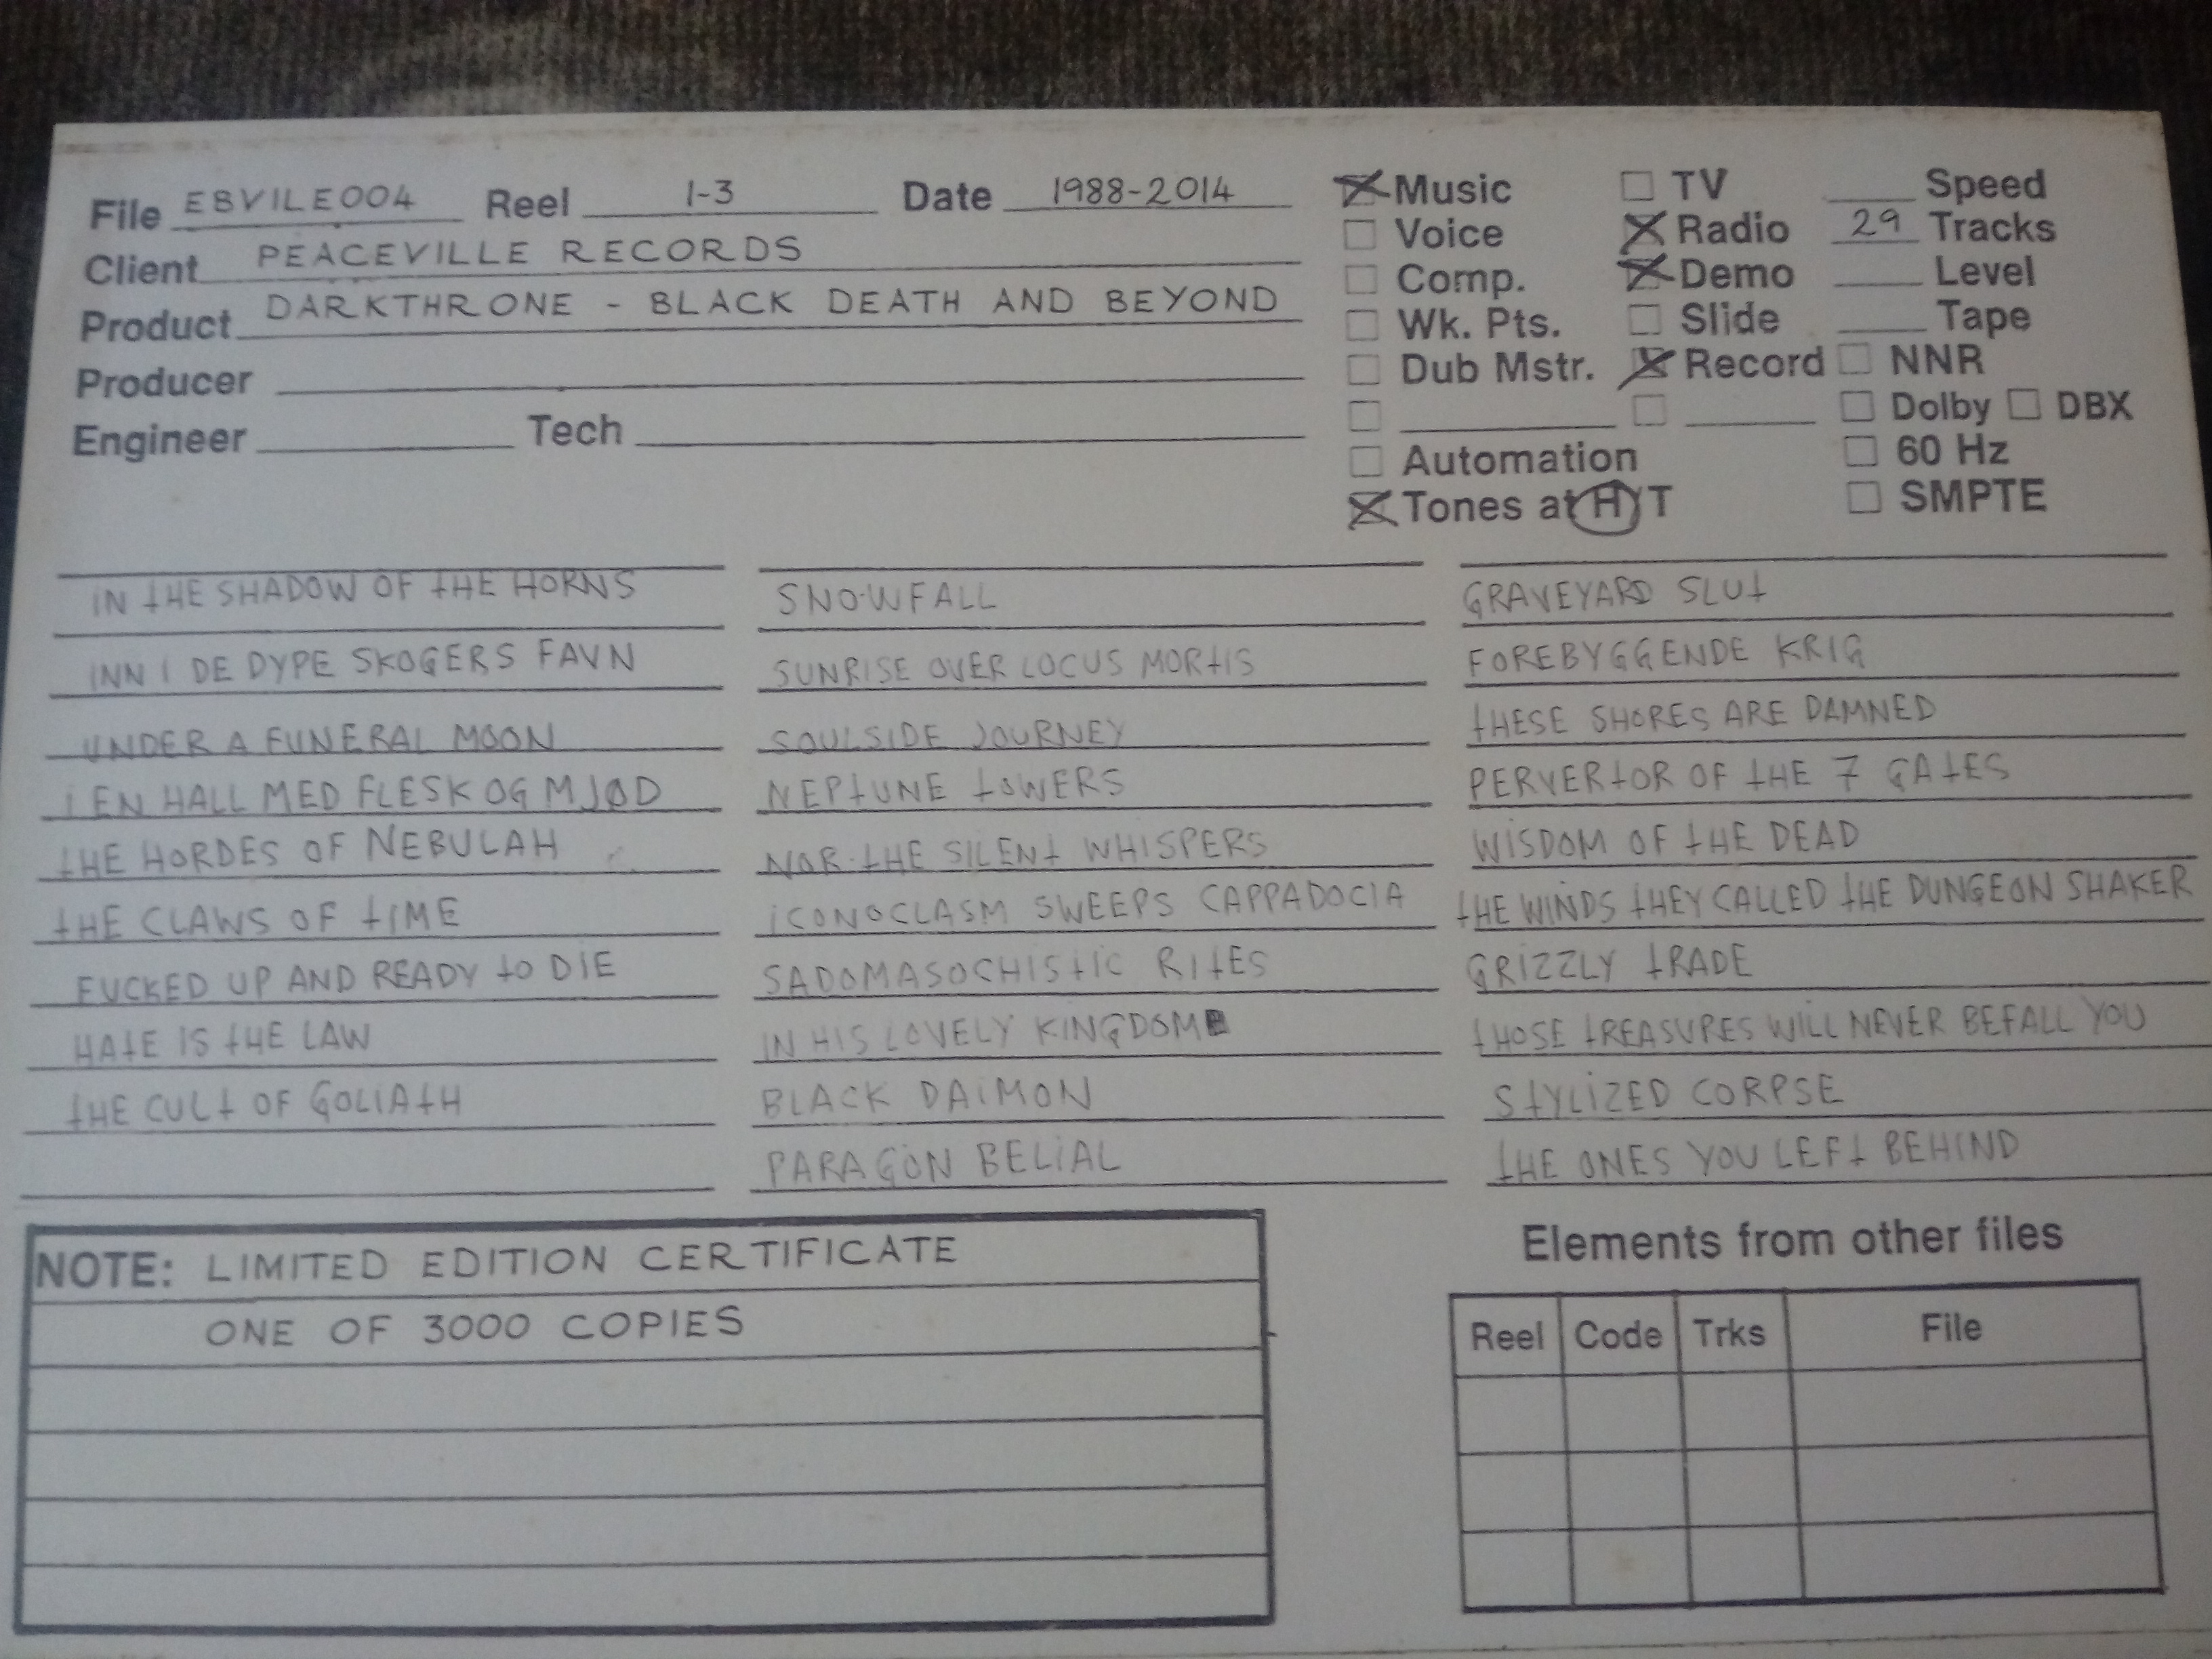 File EBVILE004 Reel 1-3 Date 1988-2014
Client PEACEVILLE RECORDS
Product DARKTHRONE - BLACK DEATH AND BEYOND
Producer
Engineer Tech
Music TV Speed
Voice Radio 29 Tracks
Comp. Demo Level
Wk. Pts. Slide Tape
Dub Mstr. Record NNR
Dolby DBX
Automation 60 Hz
Tones at H T SMPTE
IN THE SHADOW OF THE HORNS
INN I DE DYPE SKOGERS FAVN
UNDER A FUNERAL MOON
I EN HALL MED FLESK OG MJØD
THE HORDES OF NEBULAH
THE CLAWS OF TIME
FUCKED UP AND READY TO DIE
HATE IS THE LAW
THE CULT OF GOLIATH
SNOWFALL
SUNRISE OVER LOCUS MORTIS
SOULSIDE JOURNEY
NEPTUNE TOWERS
NOR THE SILENT WHISPERS
ICONOCLASM SWEEPS CAPPADOCIA
SADOMASOCHISTIC RITES
IN HIS LOVELY KINGDOM
BLACK DAIMON
PARAGON BELIAL
GRAVEYARD SLUT
FOREBYGGENDE KRIG
THESE SHORES ARE DAMNED
PERVERTOR OF THE 7 GATES
WISDOM OF THE DEAD
THE WINDS THEY CALLED THE DUNGEON SHAKER
GRIZZLY TRADE
THOSE TREASURES WILL NEVER BEFALL YOU
STYLIZED CORPSE
THE ONES YOU LEFT BEHIND
NOTE: LIMITED EDITION CERTIFICATE
ONE OF 3000 COPIES
Elements from other files
Reel Code Trks File